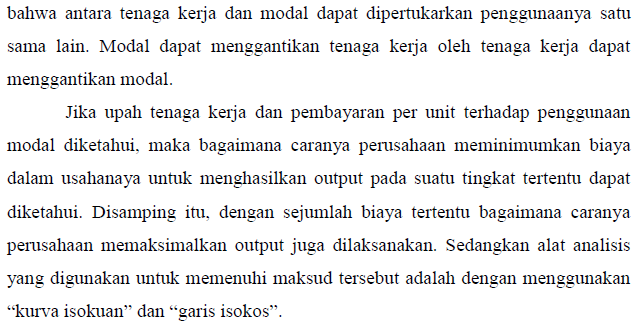 bahwa antara tenaga kerja dan modal dapat dipertukarkan penggunaanya satu
sama lain. Modal dapat menggantikan tenaga kerja oleh tenaga kerja dapat
menggantikan modal.
Jika upah tenaga kerja dan pembayaran per unit terhadap penggunaan
modal diketahui, maka bagaimana caranya perusahaan meminimumkan biaya
dalam usahanaya untuk menghasilkan output pada suatu tingkat tertentu dapat
diketahui. Disamping itu, dengan sejumlah biaya tertentu bagaimana caranya
perusahaan memaksimalkan output juga dilaksanakan. Sedangkan alat analisis
yang digunakan untuk memenuhi maksud tersebut adalah dengan menggunakan
“kurva isokuan” dan “garis isokos”.